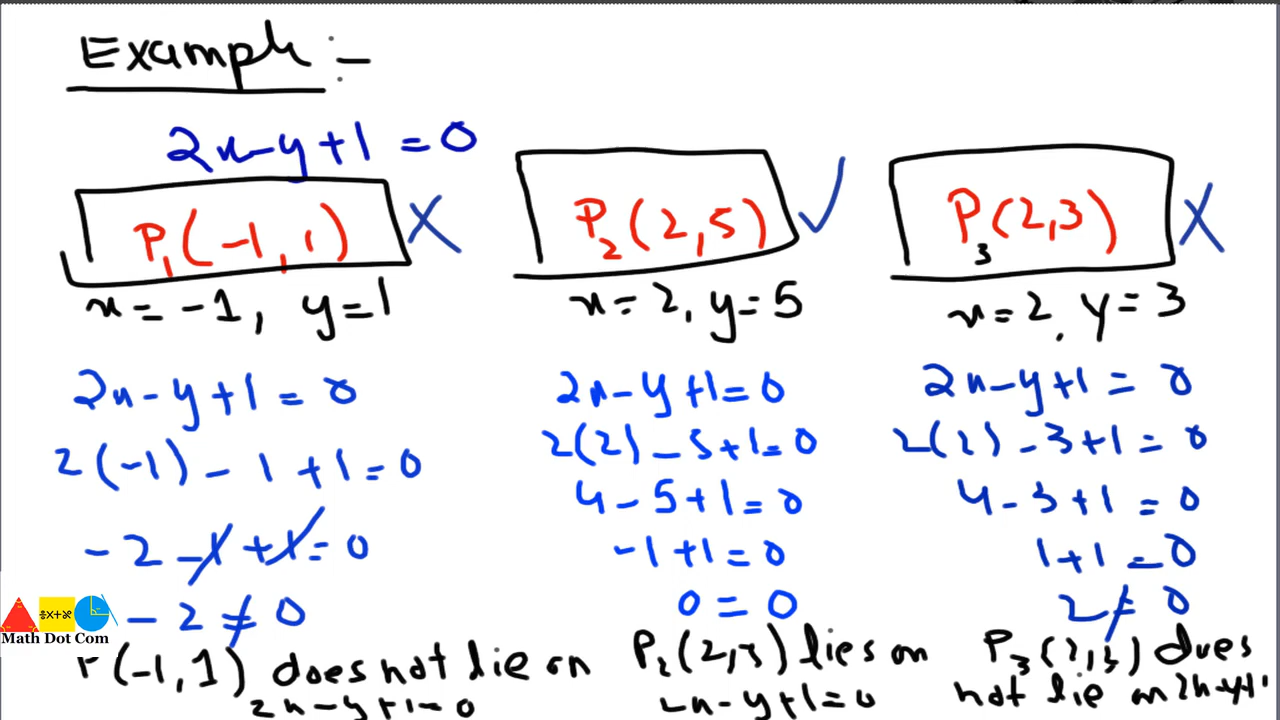 Example :-
2x-y+1=0
P1(-1,1) X
x=-1, y=1
2x-y+1=0
2(-1)-1+1=0
-2-1+1=0
-2≠0
P(-1,1) does not lie on
2x-y+1=0
P2(2,5) ✓
x=2, y=5
2x-y+1=0
2(2)-5+1=0
4-5+1=0
-1+1=0
0=0
P2(2,3) lies on
2x-y+1=0
P3(2,3) X
x=2, y=3
2x-y+1=0
2(2)-3+1=0
4-3+1=0
1+1=0
2≠0
P3(2,3) does
not lie on 2x-y+1
Math Dot Com